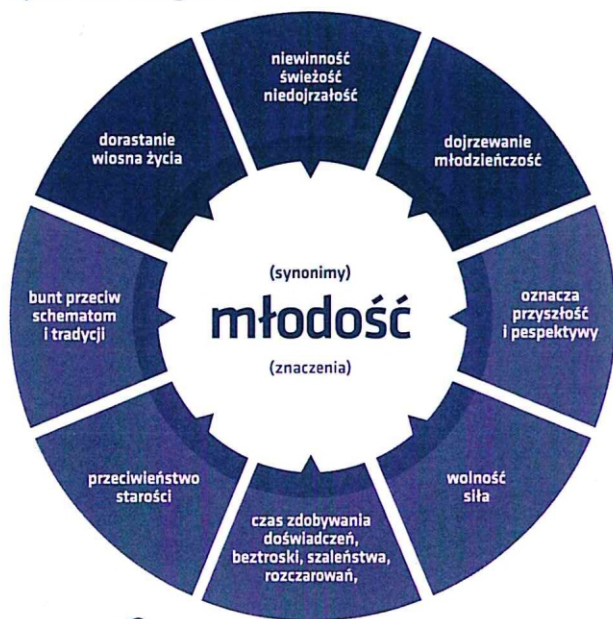 niewinność
świeżość
niedojrzałość
dorastanie
wiosna życia
dojrzewanie
młodzieńczość
bunt przeciw
schematom
i tradycji
(synonimy)
młodość
(znaczenia)
oznacza
przyszłość
i pespektywy
przeciwieństwo
starości
wolność
siła
czas zdobywania
doświadczeń,
beztroski, szaleństwa,
rozczarowań,